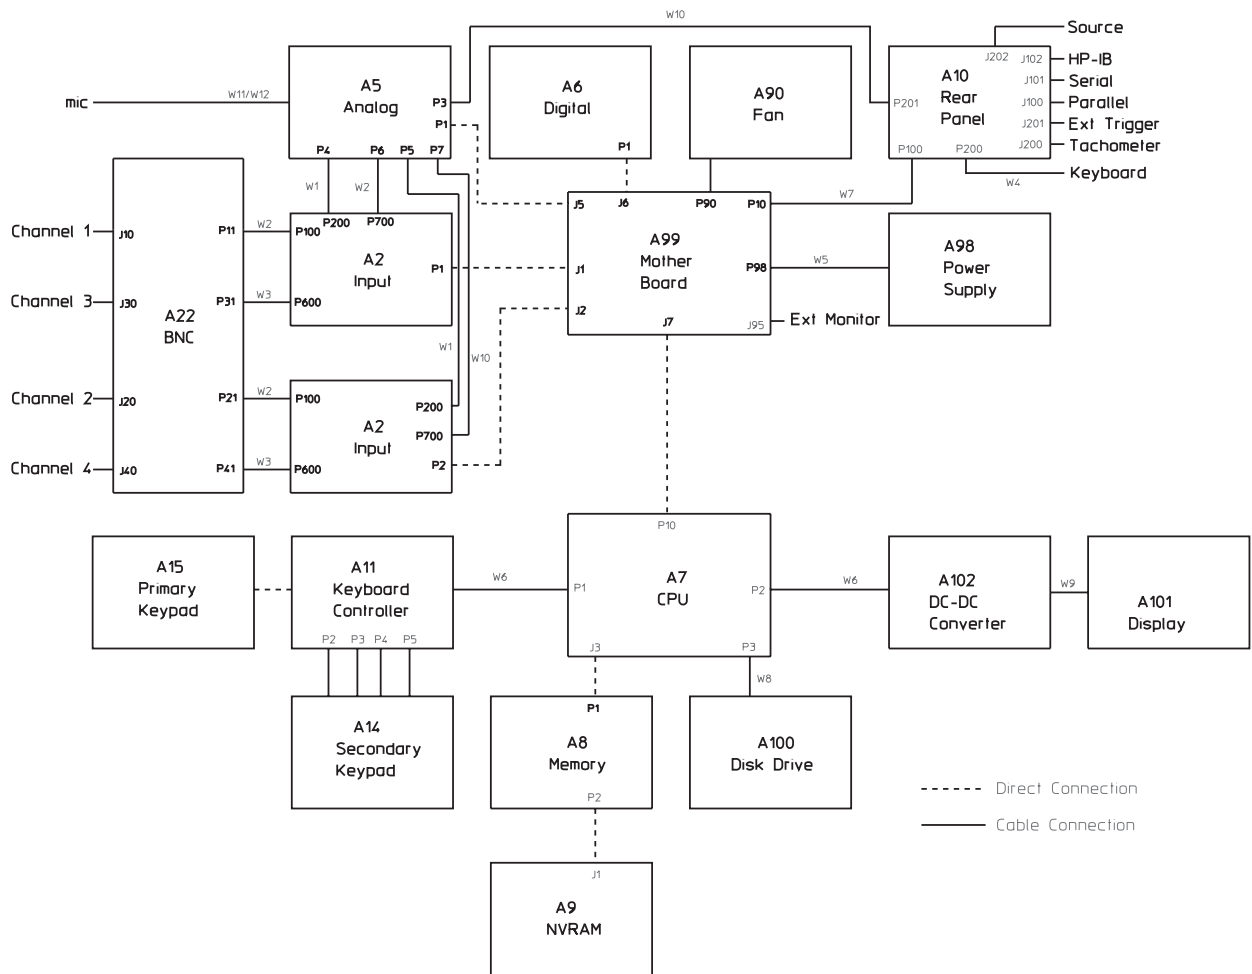 W10
Source
J202
J102 HP-IB
A5
Analog
A6
Digital
A90
Fan
A10
Rear
Panel
J101 Serial
mic
W11/W12
P3
P201
J100 Parallel
P1
J201 Ext Trigger
P4
P6
P5
P7
P1
P100
P200
J200 Tachometer
Keyboard
W4
W1
W2
J5
J6
P90
P10
W7
Channel 1
J10
P11
W2
P100
P200
P700
A2
Input
P1
J1
A99
Mother
Board
P98
W5
A98
Power
Supply
Channel 3
J30
P31
W3
P600
J2
J7
J95
Ext Monitor
A22
BNC
W1
W10
Channel 2
J20
P21
W2
P100
P200
A2
Input
P700
Channel 4
J40
P41
W3
P600
P2
P10
A15
Primary
Keypad
A11
Keyboard
Controller
W6
P1
A7
CPU
P2
W6
A102
DC-DC
Converter
W9
A101
Display
P2
P3
P4
P5
J3
P3
W8
P1
A14
Secondary
Keypad
A8
Memory
A100
Disk Drive
P2
Direct Connection
Cable Connection
J1
A9
NVRAM